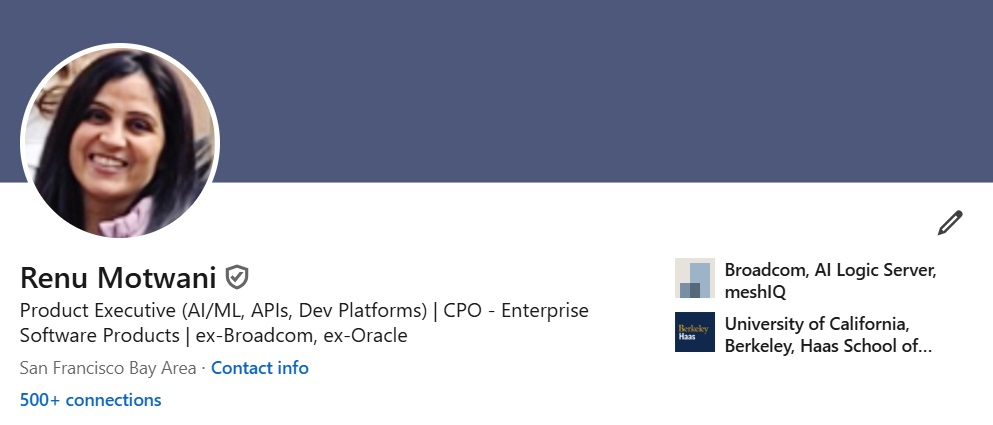 Renu Motwani
Product Executive (AI/ML, APIs, Dev Platforms) | CPO - Enterprise
Software Products | ex-Broadcom, ex-Oracle
San Francisco Bay Area · Contact info
500+ connections
Broadcom, AI Logic Server,
meshIQ
Berkeley
Haas
University of California,
Berkeley, Haas School of...